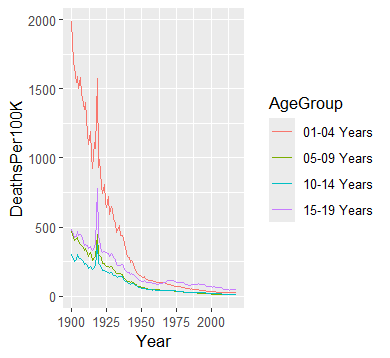 2000
1500
1000
500
0
DeathsPer100K
1900
1925
1950
1975
2000
Year
AgeGroup
01-04 Years
05-09 Years
10-14 Years
15-19 Years